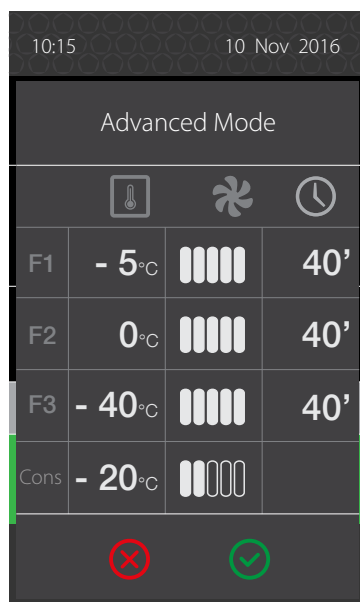 10:15 10 Nov 2016
Advanced Mode
F1 - 5°C 40’
F2 0°C 40’
F3 - 40°C 40’
Cons - 20°C